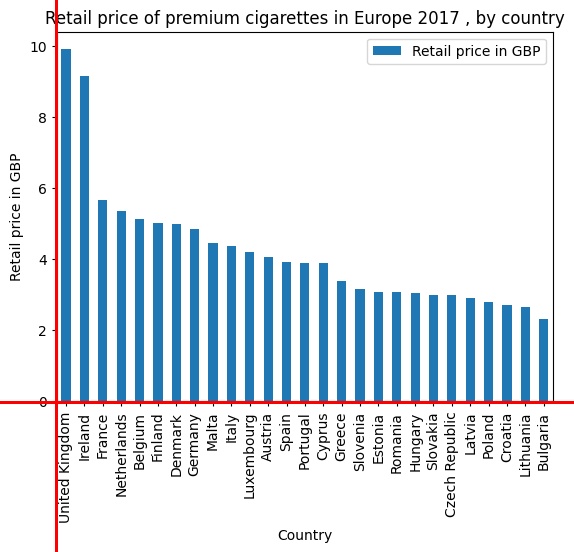 Retail price of premium cigarettes in Europe 2017 , by country
Retail price in GBP
Retail price in GBP
10
8
6
4
2
0
United Kingdom
Ireland
France
Netherlands
Belgium
Finland
Denmark
Germany
Malta
Italy
Luxembourg
Austria
Spain
Portugal
Cyprus
Greece
Slovenia
Estonia
Romania
Hungary
Slovakia
Czech Republic
Latvia
Poland
Croatia
Lithuania
Bulgaria
Country